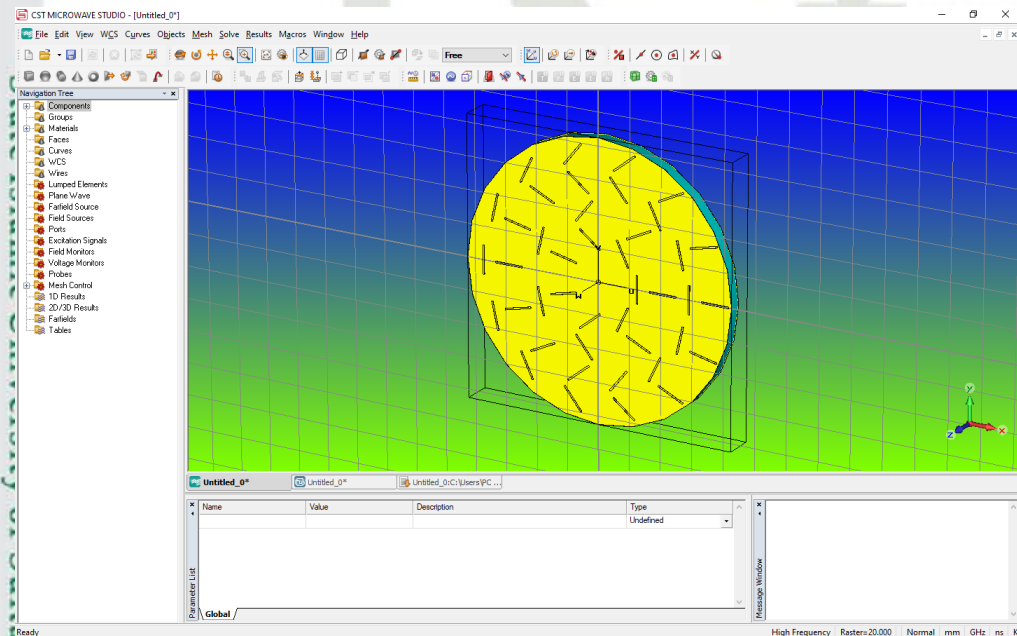 CST MICROWAVE STUDIO - [Untitled_0*]
File Edit View WCS Curves Objects Mesh Solve Results Macros Window Help
Free
Navigation Tree
Components
Groups
Materials
Faces
Curves
WCS
Wires
Lumped Elements
Plane Wave
Farfield Source
Field Sources
Ports
Excitation Signals
Field Monitors
Voltage Monitors
Probes
Mesh Control
1D Results
2D/3D Results
Farfields
Tables
v
w
u
y
z
x
Untitled_0* Untitled_0* Untitled_0:C:\Users\PC ...
Name Value Description Type
Undefined
Parameter List
Global
Message Window
Ready High Frequency Raster=20.000 Normal mm GHz ns K